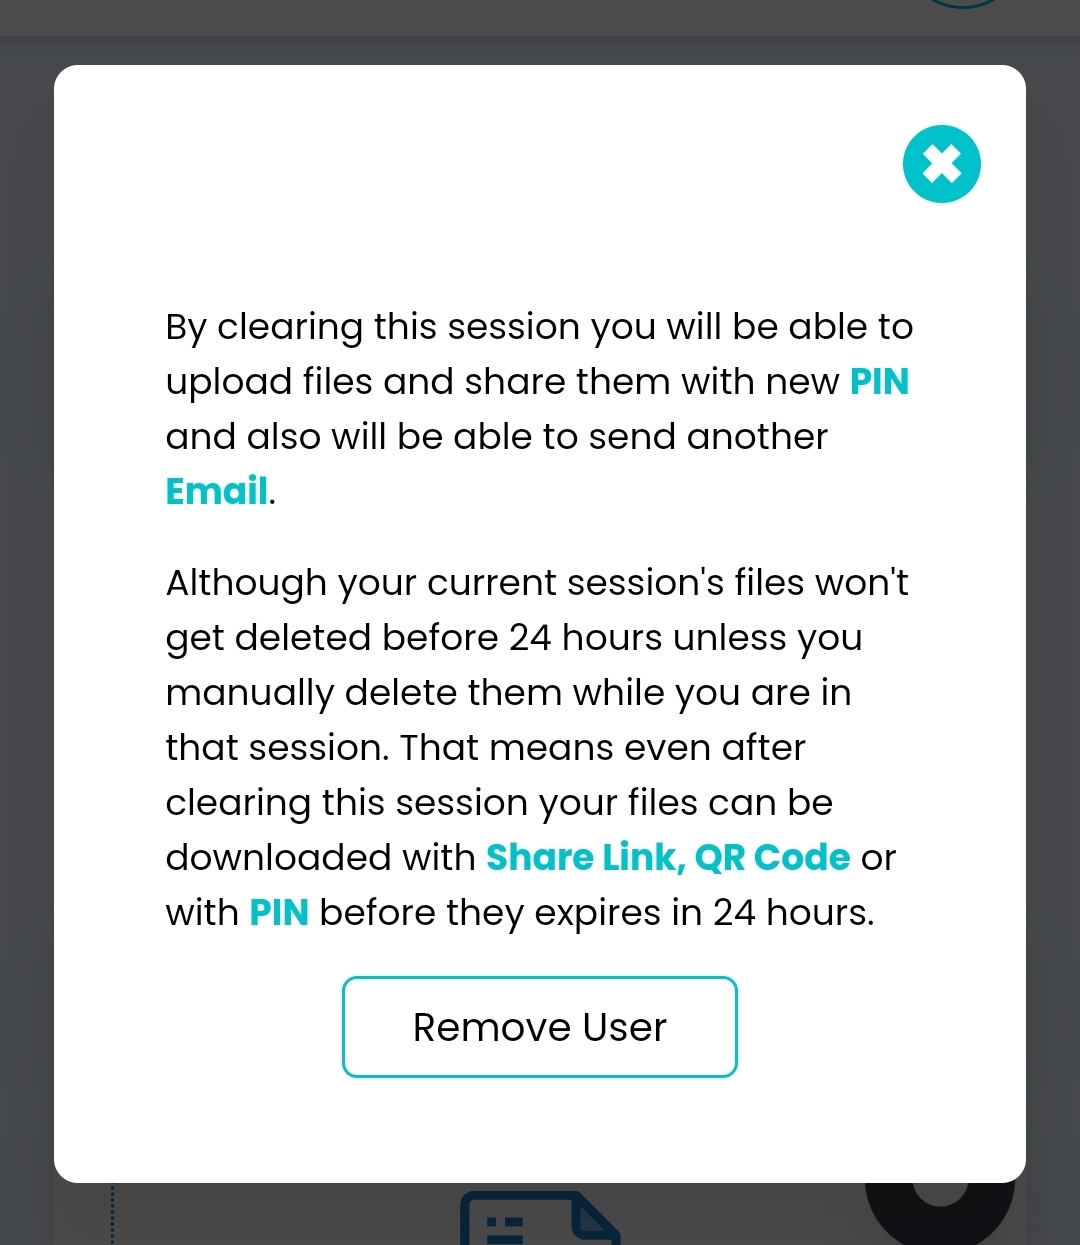 By clearing this session you will be able to
upload files and share them with new PIN
and also will be able to send another
Email.
Although your current session's files won't
get deleted before 24 hours unless you
manually delete them while you are in
that session. That means even after
clearing this session your files can be
downloaded with Share Link, QR Code or
with PIN before they expires in 24 hours.
Remove User